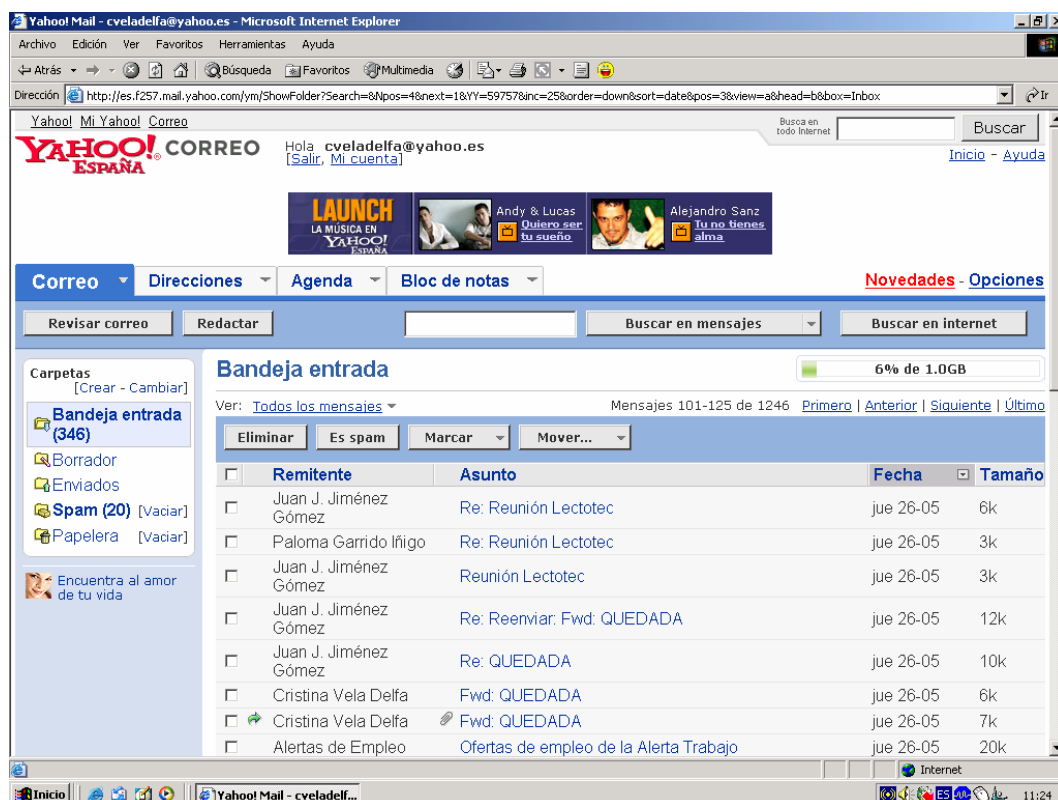 Yahoo! Mail - cveladelfa@yahoo.es - Microsoft Internet Explorer
Archivo Edición Ver Favoritos Herramientas Ayuda
Atrás Búsqueda Favoritos Multimedia
Dirección http://es.f257.mail.yahoo.com/ym/ShowFolder?Search=&Npos=4&next=1&YY=59757&inc=25&order=down&sort=date&pos=3&view=a&head=b&box=Inbox Ir
Yahoo! Mi Yahoo! Correo
Busca en todo Internet Buscar
YAHOO! ESPAÑA CORREO
Hola cveladelfa@yahoo.es
[Salir, Mi cuenta]
Inicio - Ayuda
LAUNCH LA MÚSICA EN YAHOO! ESPAÑA
Andy & Lucas Quiero ser tu sueño
Alejandro Sanz Tu no tienes alma
Correo Direcciones Agenda Bloc de notas Novedades - Opciones
Revisar correo Redactar Buscar en mensajes Buscar en internet
Carpetas
[Crear - Cambiar]
Bandeja entrada (346)
Borrador
Enviados
Spam (20) [Vaciar]
Papelera [Vaciar]
Encuentra al amor de tu vida
Bandeja entrada 6% de 1.0GB
Ver: Todos los mensajes Mensajes 101-125 de 1246 Primero | Anterior | Siguiente | Último
Eliminar Es spam Marcar Mover...
Remitente Asunto Fecha Tamaño
Juan J. Jiménez Gómez Re: Reunión Lectotec jue 26-05 6k
Paloma Garrido Iñigo Re: Reunión Lectotec jue 26-05 3k
Juan J. Jiménez Gómez Reunión Lectotec jue 26-05 3k
Juan J. Jiménez Gómez Re: Reenviar: Fwd: QUEDADA jue 26-05 12k
Juan J. Jiménez Gómez Re: QUEDADA jue 26-05 10k
Cristina Vela Delfa Fwd: QUEDADA jue 26-05 6k
Cristina Vela Delfa Fwd: QUEDADA jue 26-05 7k
Alertas de Empleo Ofertas de empleo de la Alerta Trabajo jue 26-05 20k
Internet
Inicio Yahoo! Mail - cveladelf... ES 11:24